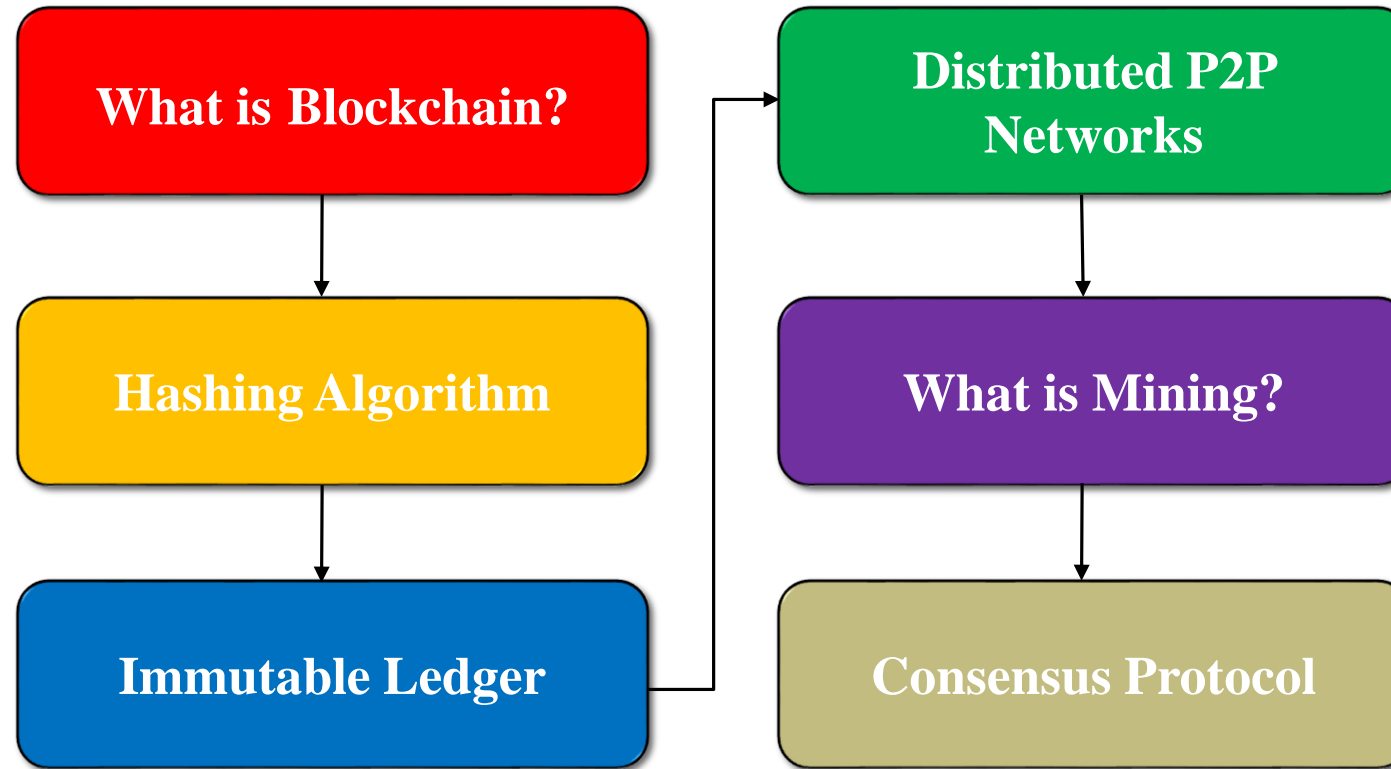 What is Blockchain?
Hashing Algorithm
Immutable Ledger
Distributed P2P
Networks
What is Mining?
Consensus Protocol